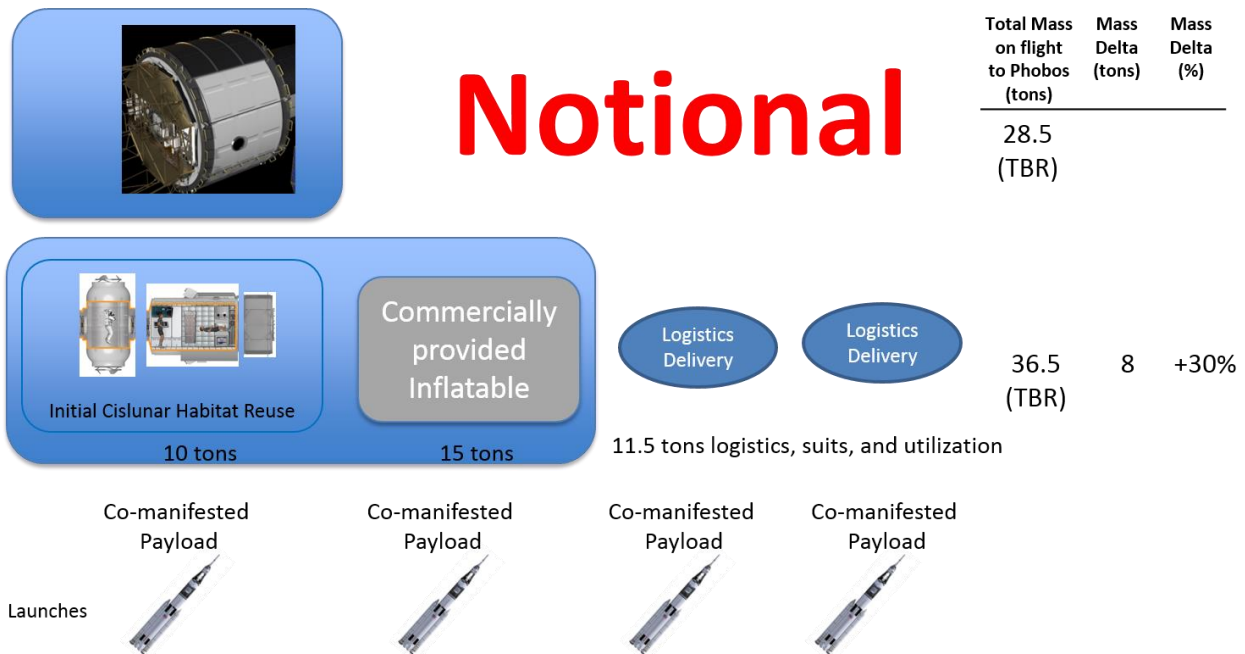 Notional
Total Mass
on flight
to Phobos
(tons)
Mass
Delta
(tons)
Mass
Delta
(%)
28.5
(TBR)
Initial Cislunar Habitat Reuse
10 tons
Commercially
provided
Inflatable
15 tons
Logistics
Delivery
Logistics
Delivery
11.5 tons logistics, suits, and utilization
36.5
(TBR)
8
+30%
Co-manifested
Payload
Co-manifested
Payload
Co-manifested
Payload
Co-manifested
Payload
Launches